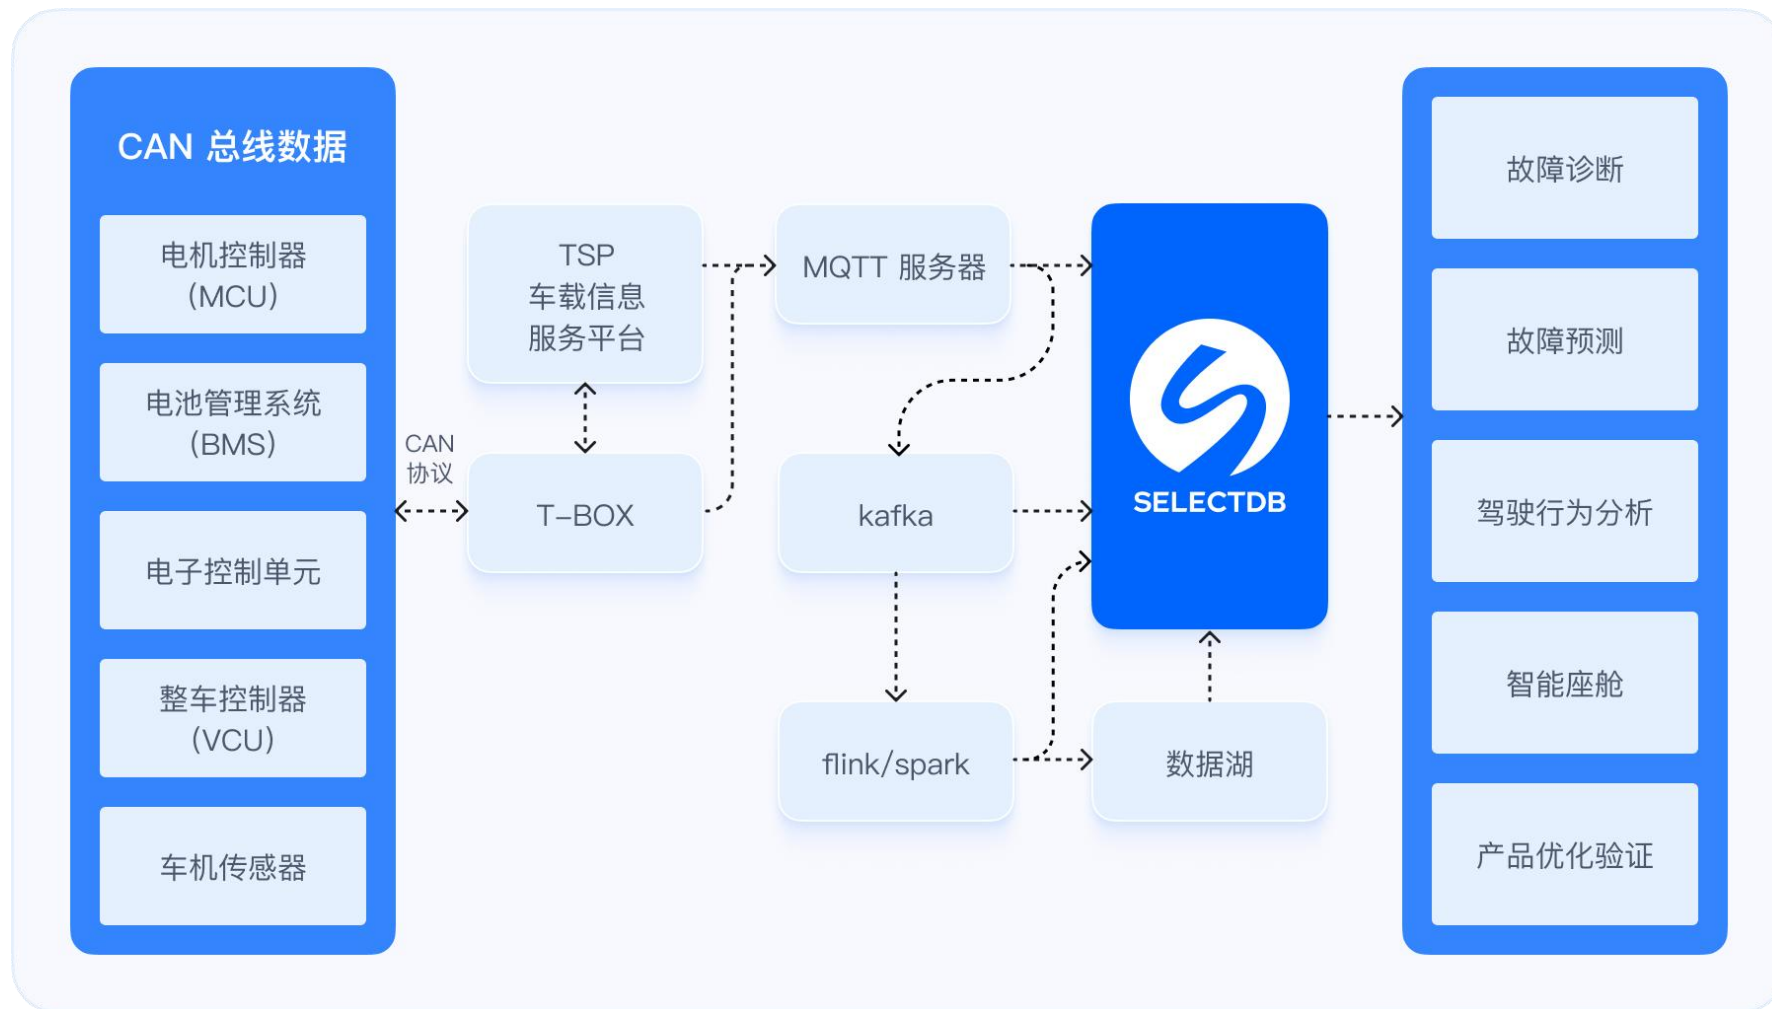 CAN 总线数据
电机控制器
(MCU)
电池管理系统
(BMS)
电子控制单元
整车控制器
(VCU)
车机传感器
CAN
协议
TSP
车载信息
服务平台
T-BOX
MQTT 服务器
kafka
flink/spark
SELECTDB
数据湖
故障诊断
故障预测
驾驶行为分析
智能座舱
产品优化验证